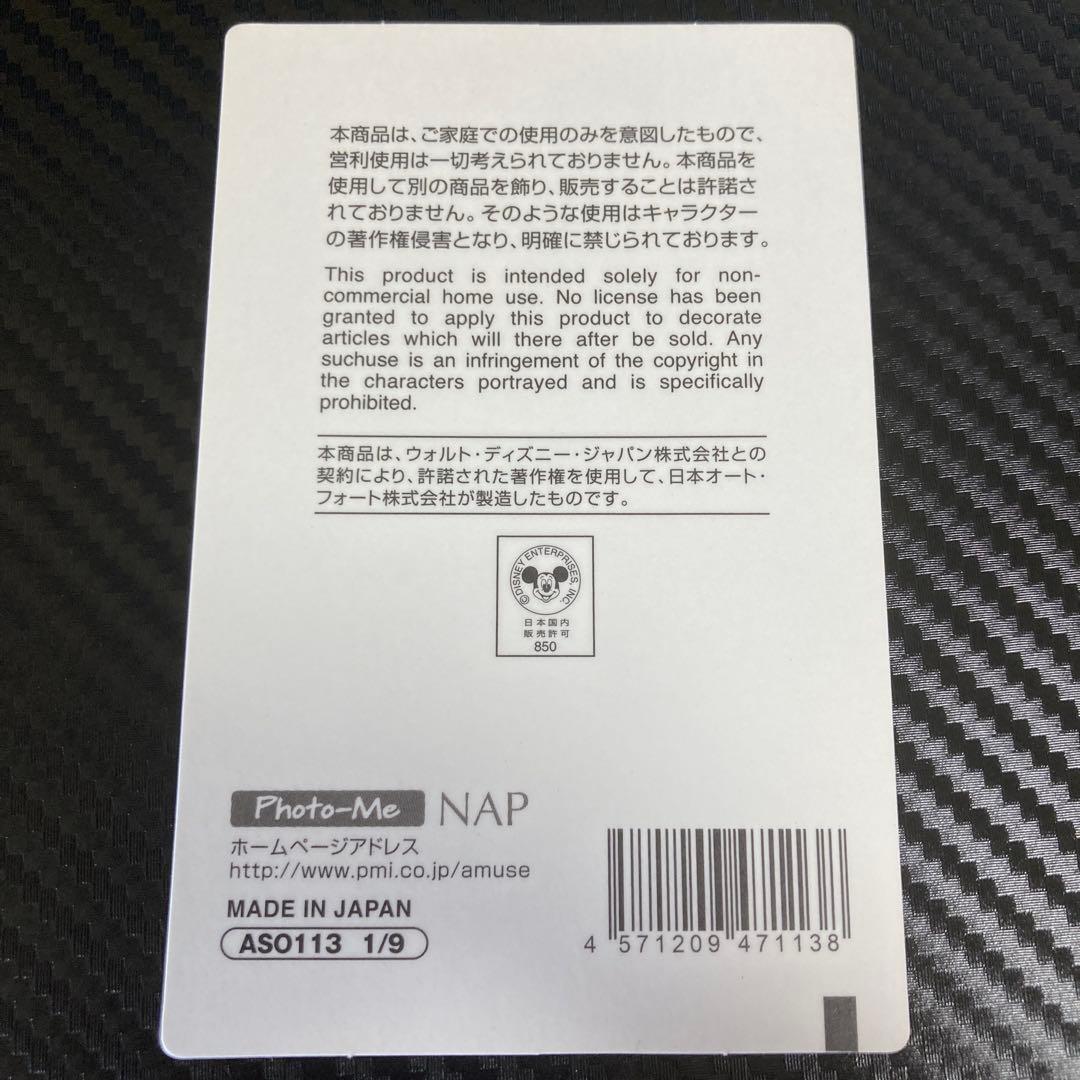 本商品は、ご家庭での使用のみを意図したもので、
営利使用は一切考えられておりません。本商品を
使用して別の商品を飾り、販売することは許諾さ
れておりません。そのような使用はキャラクター
の著作権侵害となり、明確に禁じられております。
This product is intended solely for non-
commercial home use. No license has been
granted to apply this product to decorate
articles which will there after be sold. Any
suchuse is an infringement of the copyright in
the characters portrayed and is specifically
prohibited.
本商品は、ウォルト・ディズニー・ジャパン株式会社との
契約により、許諾された著作権を使用して、日本オート・
フォート株式会社が製造したものです。
©DISNEY ENTERPRISES, INC.
日本国内
販売許可
850
Photo-Me NAP
ホームページアドレス
http://www.pmi.co.jp/amuse
MADE IN JAPAN
ASO113 1/9
4 571209 471138